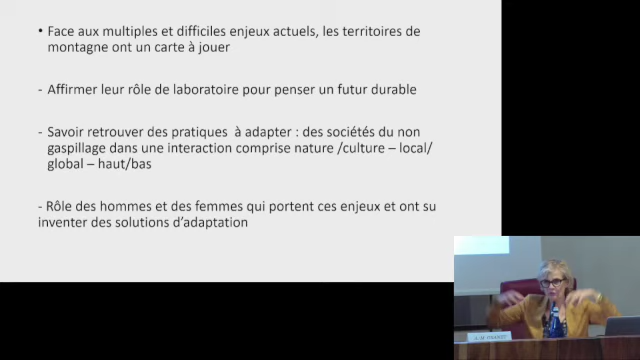 • Face aux multiples et difficiles enjeux actuels, les territoires de
montagne ont un carte à jouer
- Affirmer leur rôle de laboratoire pour penser un futur durable
- Savoir retrouver des pratiques à adapter : des sociétés du non
gaspillage dans une interaction comprise nature /culture – local/
global – haut/bas
- Rôle des hommes et des femmes qui portent ces enjeux et ont su
inventer des solutions d’adaptation